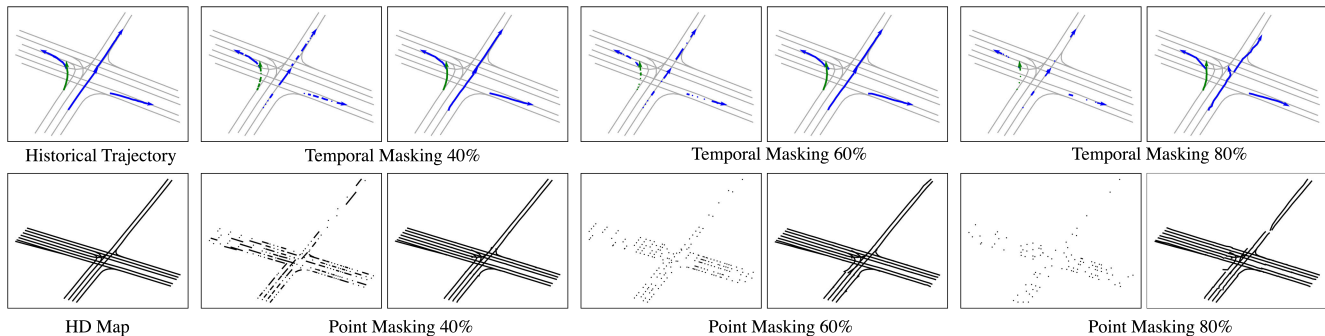 Historical Trajectory
Temporal Masking 40%
Temporal Masking 60%
Temporal Masking 80%
HD Map
Point Masking 40%
Point Masking 60%
Point Masking 80%